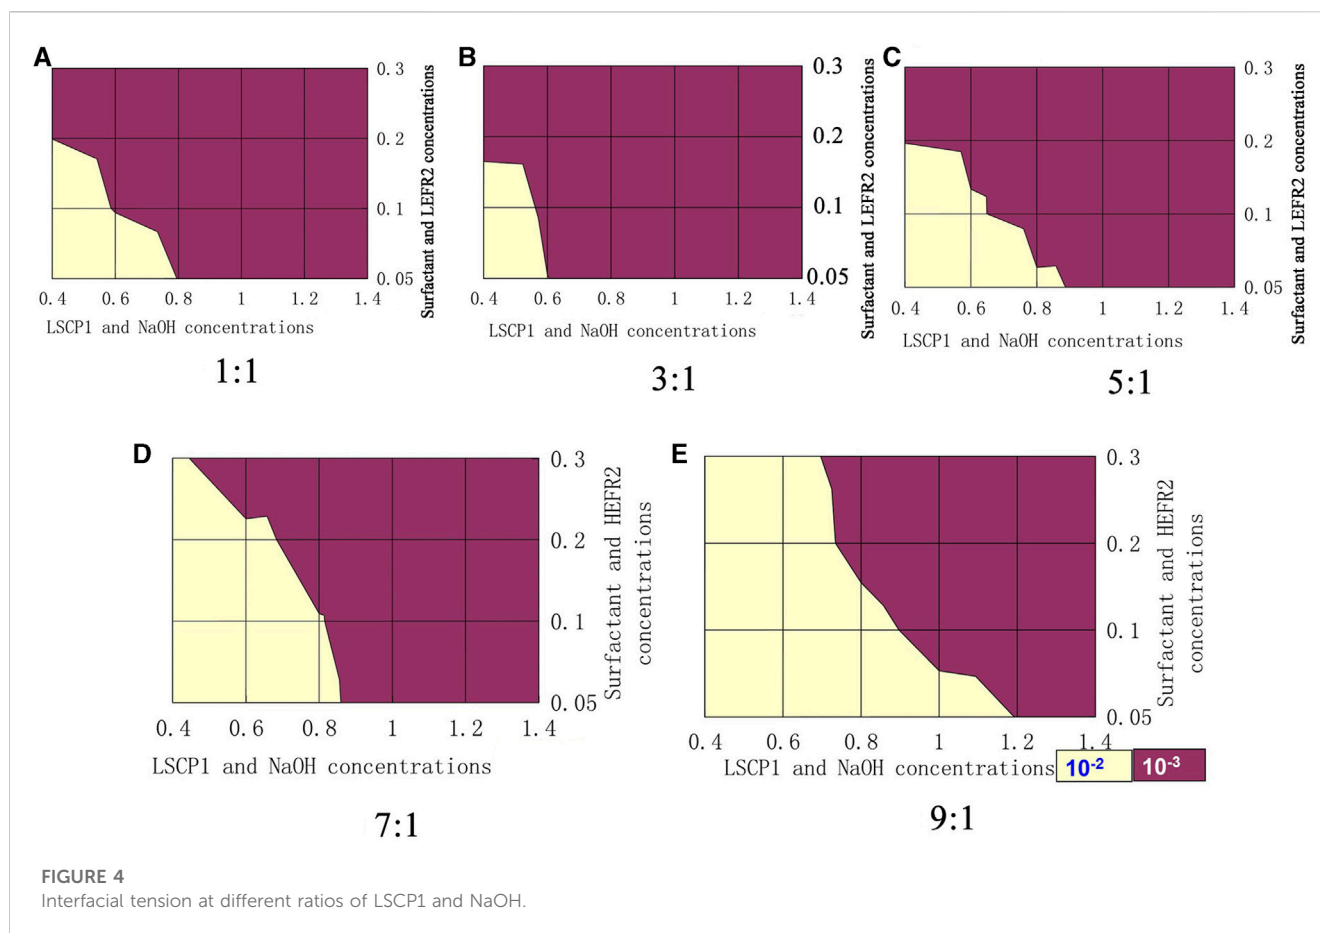 A
0.3
0.2
0.1
0.05
0.4 0.6 0.8 1 1.2 1.4
LSCP1 and NaOH concentrations
Surfactant and LEFR2 concentrations
1:1
B
0.3
0.2
0.1
0.05
0.4 0.6 0.8 1 1.2 1.4
LSCP1 and NaOH concentrations
Surfactant and LEFR2 concentrations
3:1
C
0.3
0.2
0.1
0.05
0.4 0.6 0.8 1 1.2 1.4
LSCP1 and NaOH concentrations
Surfactant and LEFR2 concentrations
5:1
D
0.3
0.2
0.1
0.05
0.4 0.6 0.8 1 1.2 1.4
LSCP1 and NaOH concentrations
Surfactant and HEFR2
concentrations
7:1
E
0.3
0.2
0.1
0.05
0.4 0.6 0.8 1 1.2 1.4
LSCP1 and NaOH concentrations
Surfactant and HEFR2
concentrations
10⁻² 10⁻³
9:1
FIGURE 4
Interfacial tension at different ratios of LSCP1 and NaOH.